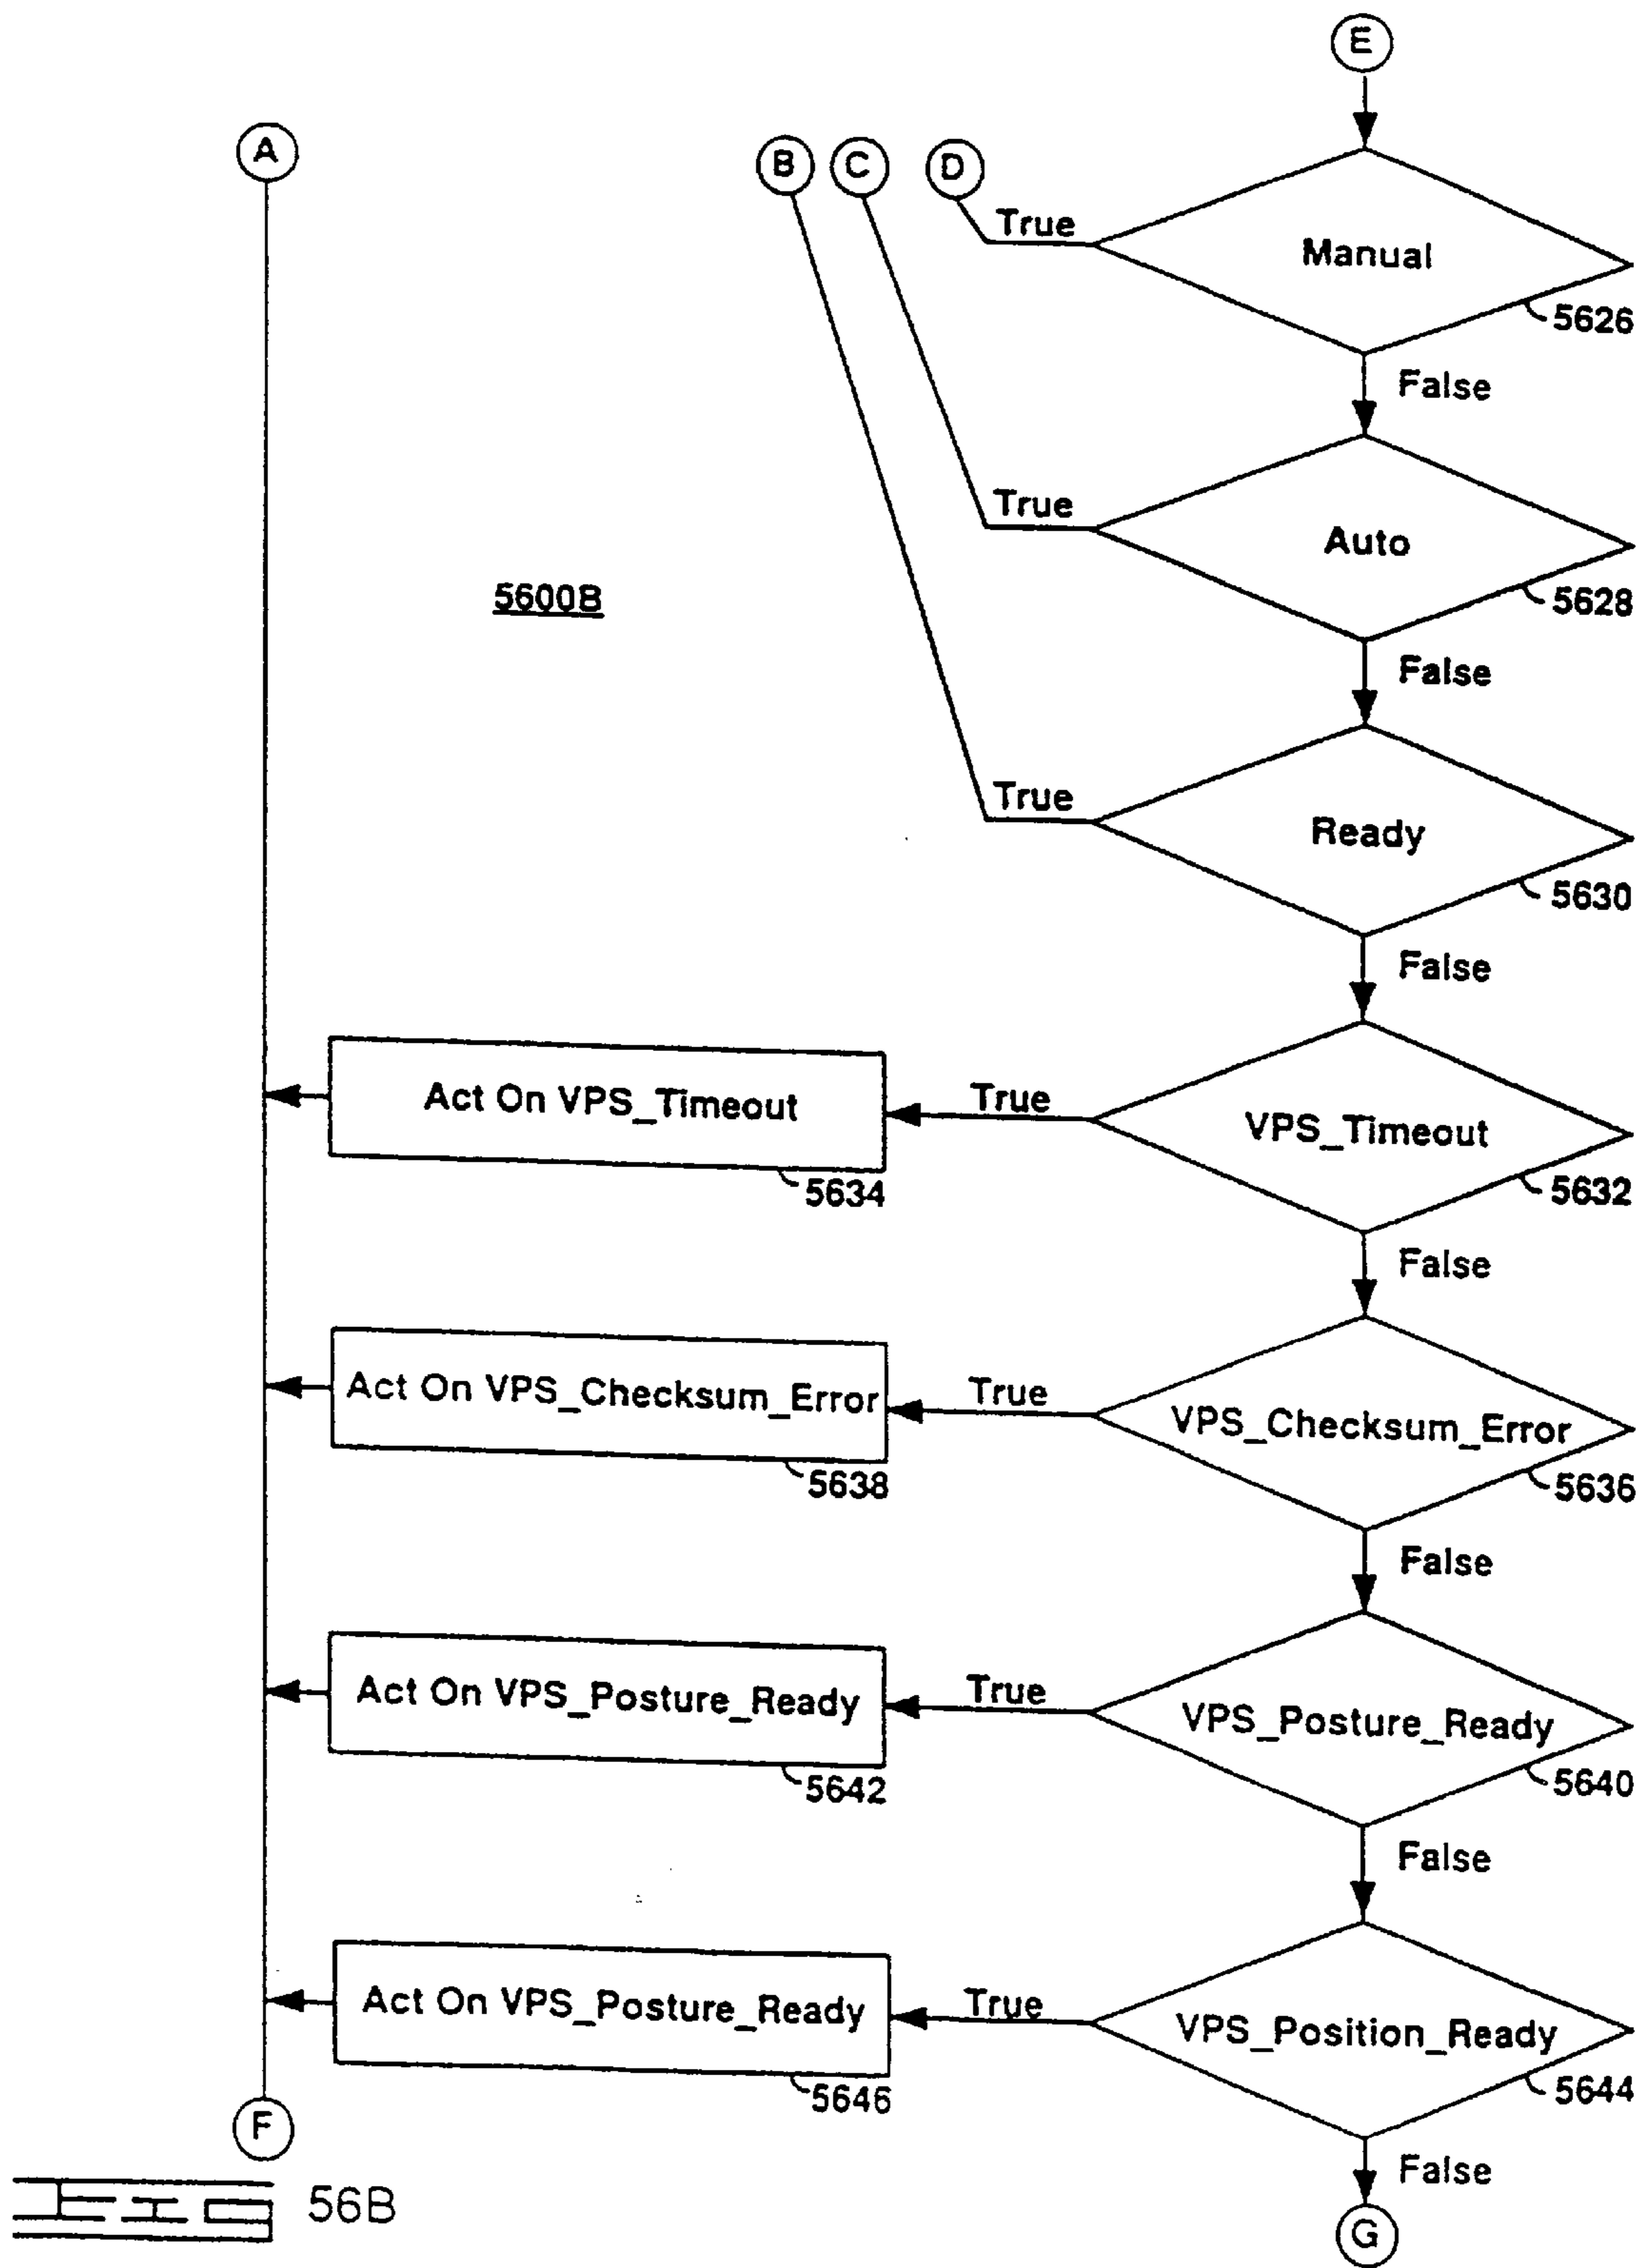 E
A
B
C
D
True
Manual
5626
False
True
Auto
5628
5600B
False
True
Ready
5630
False
Act On VPS_Timeout
True
VPS_Timeout
5634
5632
False
Act On VPS_Checksum_Error
True
VPS_Checksum_Error
5638
5636
False
Act On VPS_Posture_Ready
True
VPS_Posture_Ready
5642
5640
False
Act On VPS_Posture_Ready
True
VPS_Position_Ready
5646
5644
F
False
56B
G